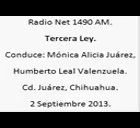 Radio Net 1490 AM.
Tercera Ley.
Conduce: Mónica Alicia Juárez,
Humberto Leal Valenzuela.
Cd. Juárez, Chihuahua.
2 Septiembre 2013.